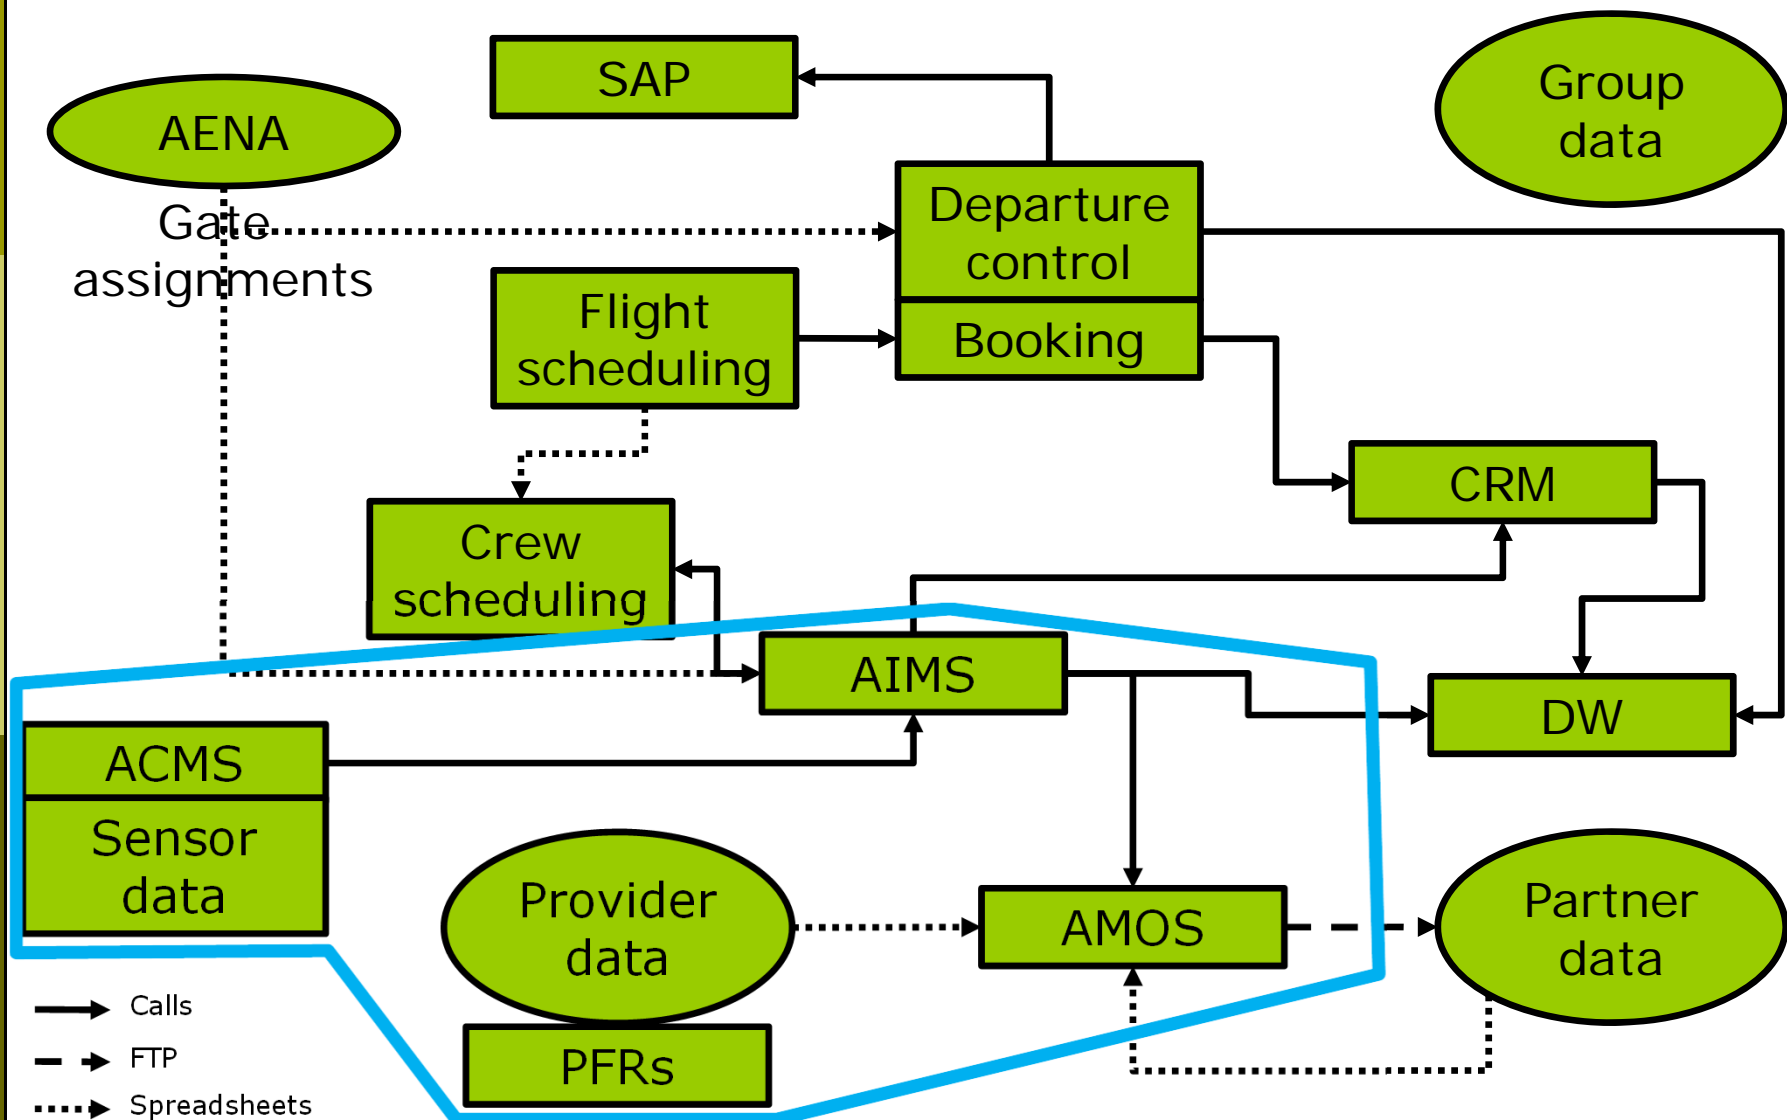 SAP
Group
data
AENA
Gate
assignments
Departure
control
Flight
scheduling
Booking
CRM
Crew
scheduling
AIMS
DW
ACMS
Sensor
data
Provider
data
AMOS
Partner
data
PFRs
Calls
FTP
Spreadsheets